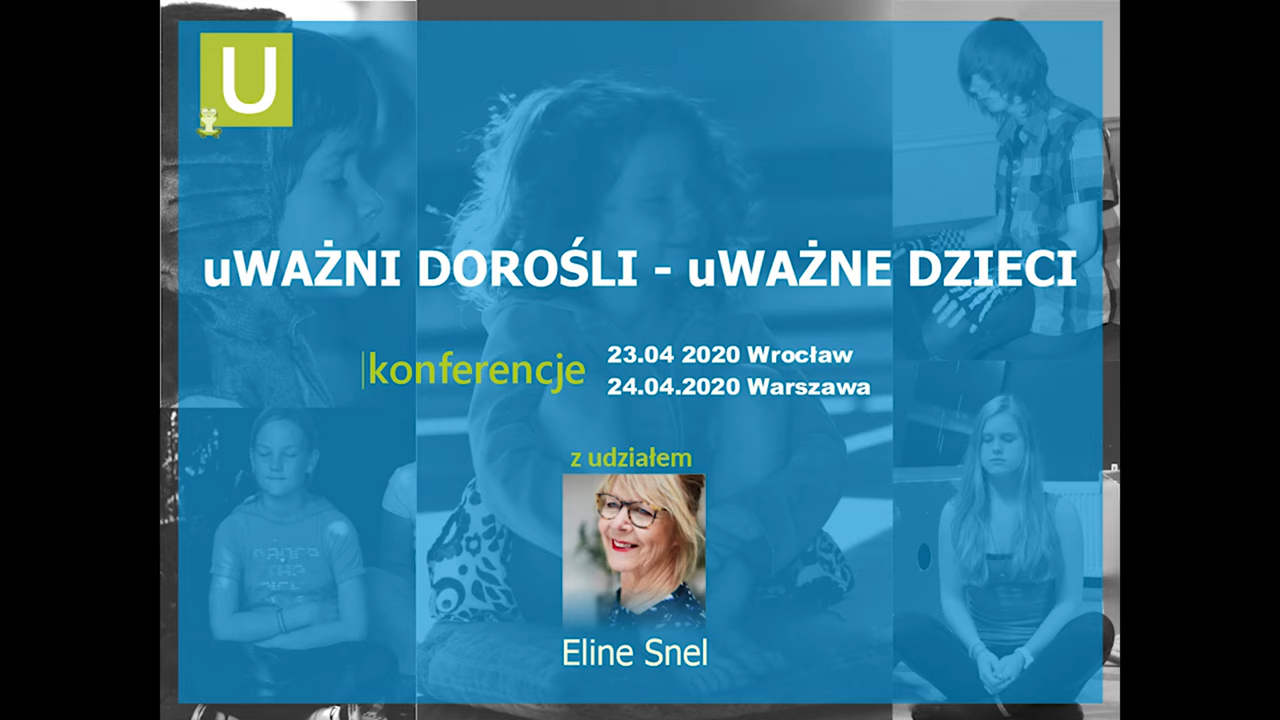 U
uWAŻNI DOROŚLI - uWAŻNE DZIECI
konferencje
23.04 2020 Wrocław
24.04.2020 Warszawa
z udziałem
Eline Snel